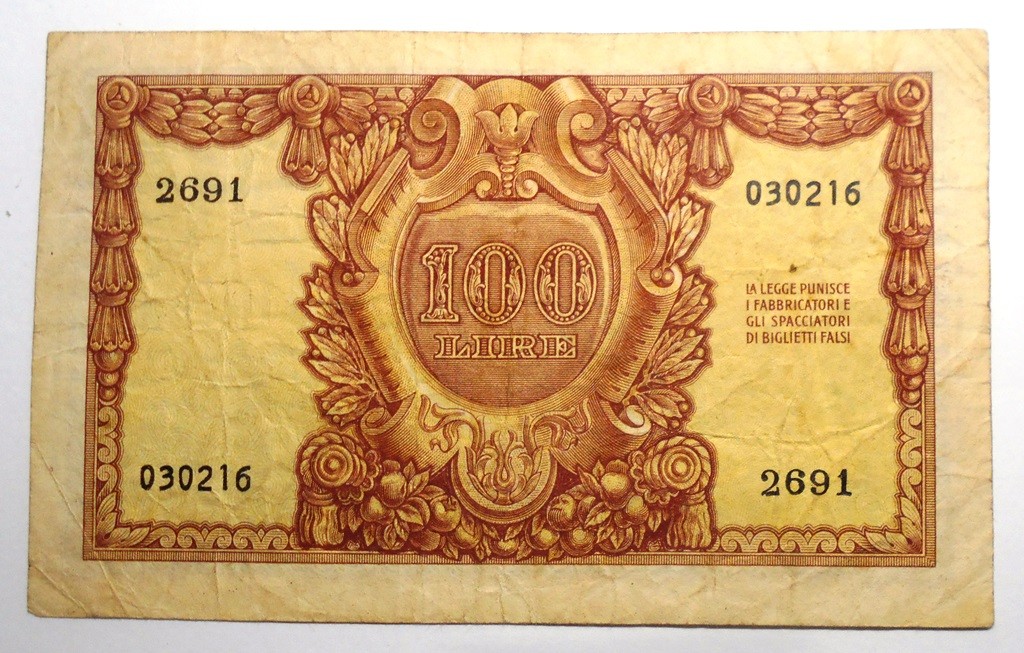 2691
030216
100
LIRE
LA LEGGE PUNISCE
I FABBRICATORI E
GLI SPACCIATORI
DI BIGLIETTI FALSI
030216
2691